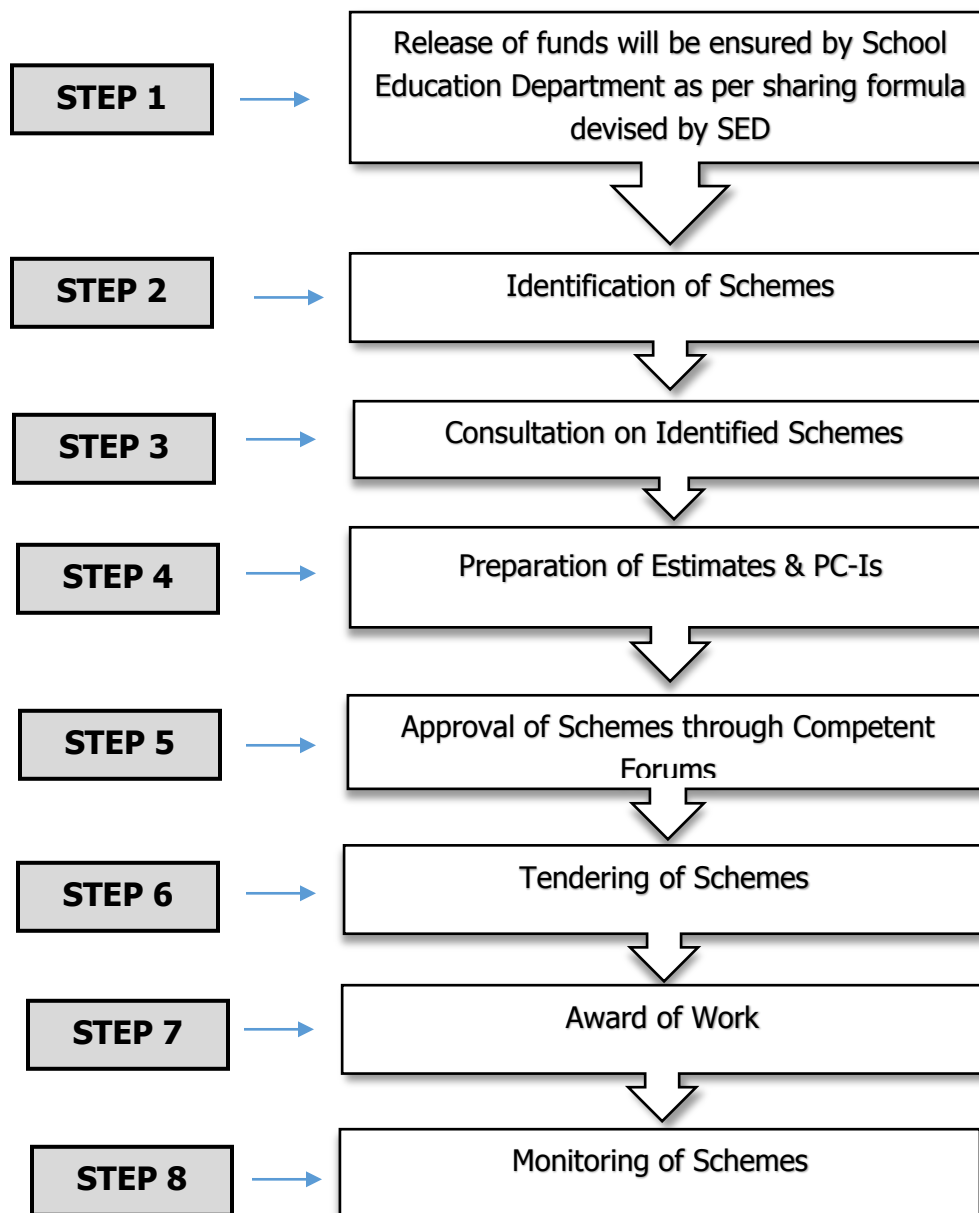 STEP 1
Release of funds will be ensured by School
Education Department as per sharing formula
devised by SED
STEP 2
Identification of Schemes
STEP 3
Consultation on Identified Schemes
STEP 4
Preparation of Estimates & PC-Is
STEP 5
Approval of Schemes through Competent
Forums
STEP 6
Tendering of Schemes
STEP 7
Award of Work
STEP 8
Monitoring of Schemes